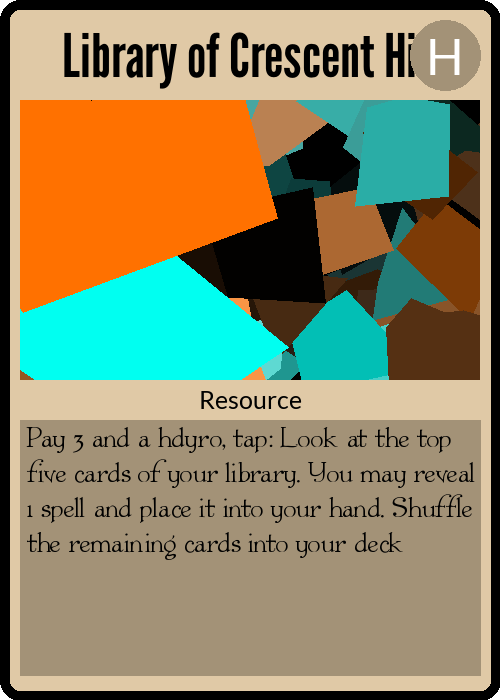 Library of Crescent Hi
H
Resource
Pay 3 and a hdyro, tap: Look at the top
five cards of your library. You may reveal
1 spell and place it into your hand. Shuffle
the remaining cards into your deck